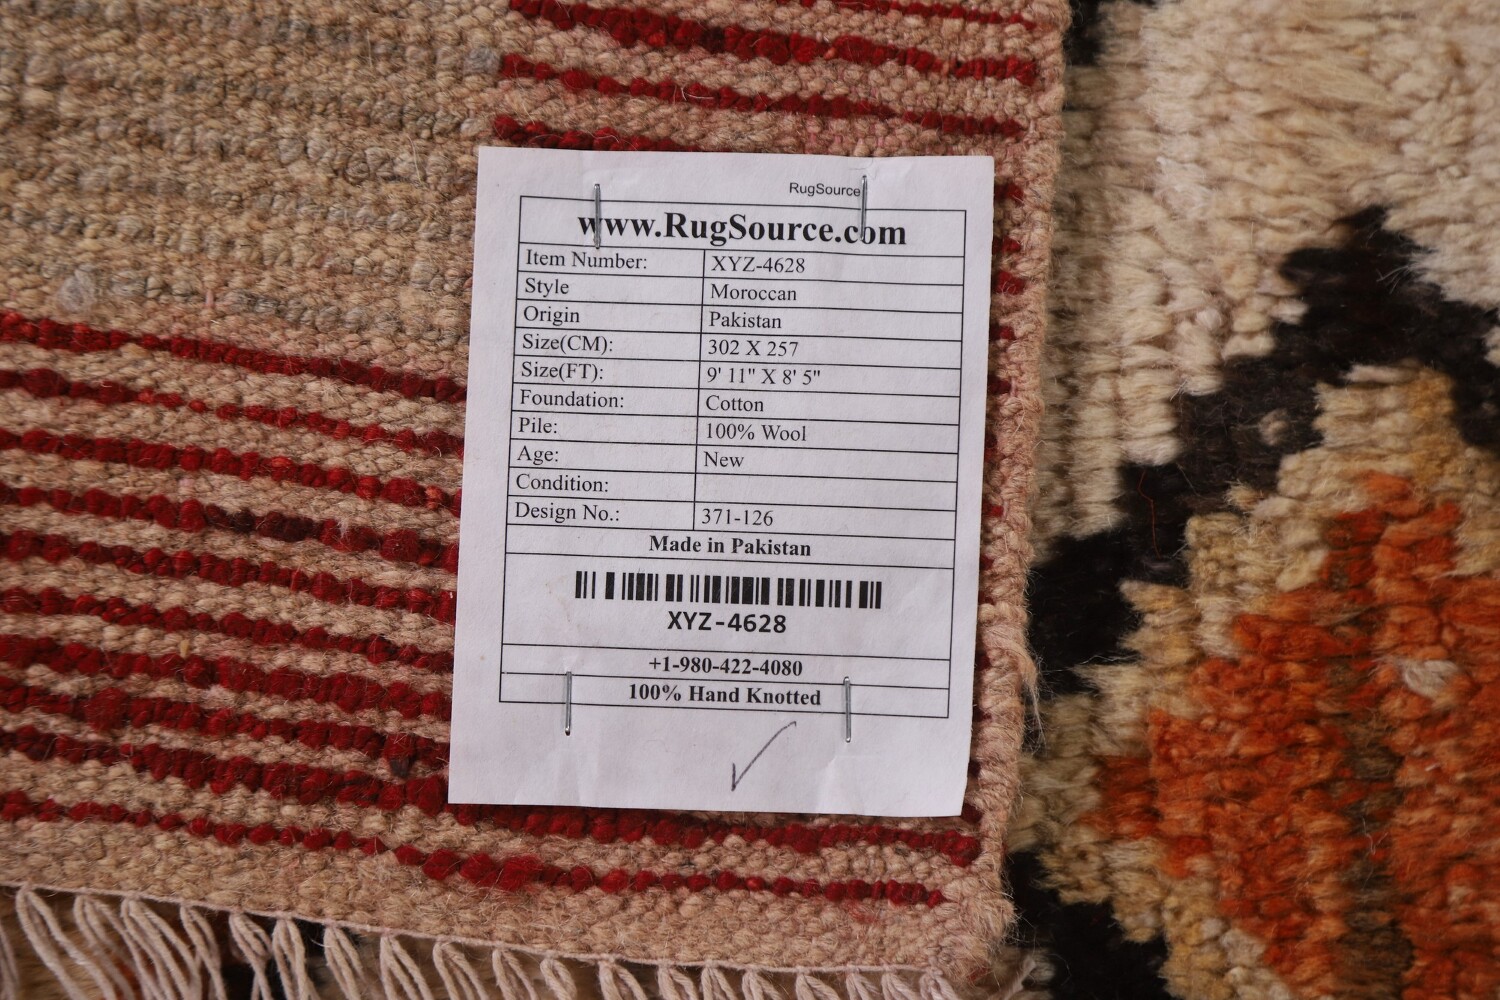 RugSource
www.RugSource.com
Item Number: XYZ-4628
Style Moroccan
Origin Pakistan
Size(CM): 302 X 257
Size(FT): 9' 11" X 8' 5"
Foundation: Cotton
Pile: 100% Wool
Age: New
Condition:
Design No.: 371-126
Made in Pakistan
XYZ-4628
+1-980-422-4080
100% Hand Knotted